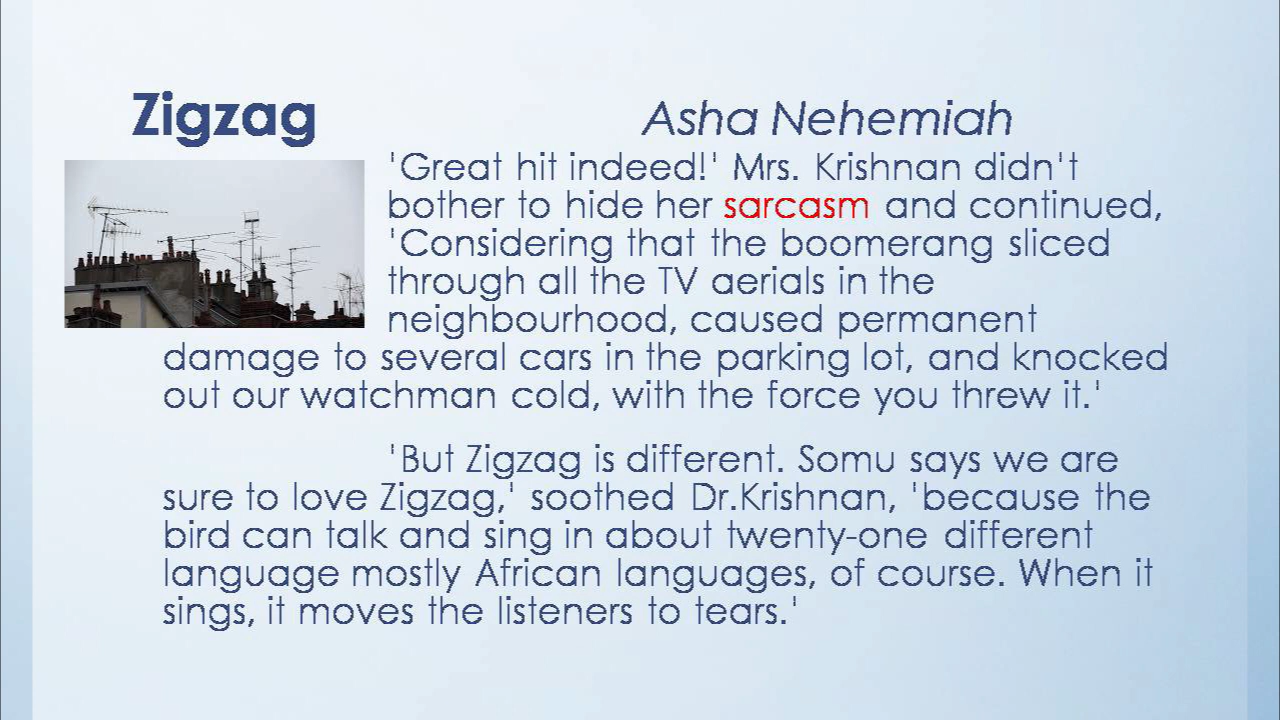 Zigzag
Asha Nehemiah
'Great hit indeed!' Mrs. Krishnan didn't
bother to hide her sarcasm and continued,
'Considering that the boomerang sliced
through all the TV aerials in the
neighbourhood, caused permanent
damage to several cars in the parking lot, and knocked
out our watchman cold, with the force you threw it.'
'But Zigzag is different. Somu says we are
sure to love Zigzag,' soothed Dr.Krishnan, 'because the
bird can talk and sing in about twenty-one different
language mostly African languages, of course. When it
sings, it moves the listeners to tears.'